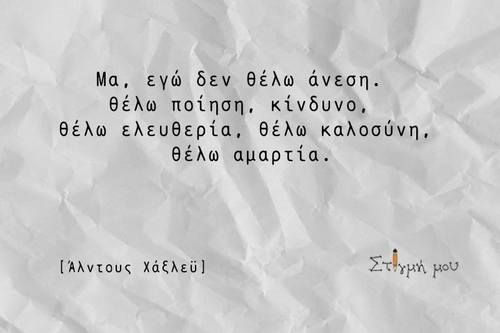 Μα, εγώ δεν θέλω άνεση.
θέλω ποίηση, κίνδυνο,
θέλω ελευθερία, θέλω καλοσύνη,
θέλω αμαρτία.
[Άλντους Χάξλεϋ]
Στιγμή μου